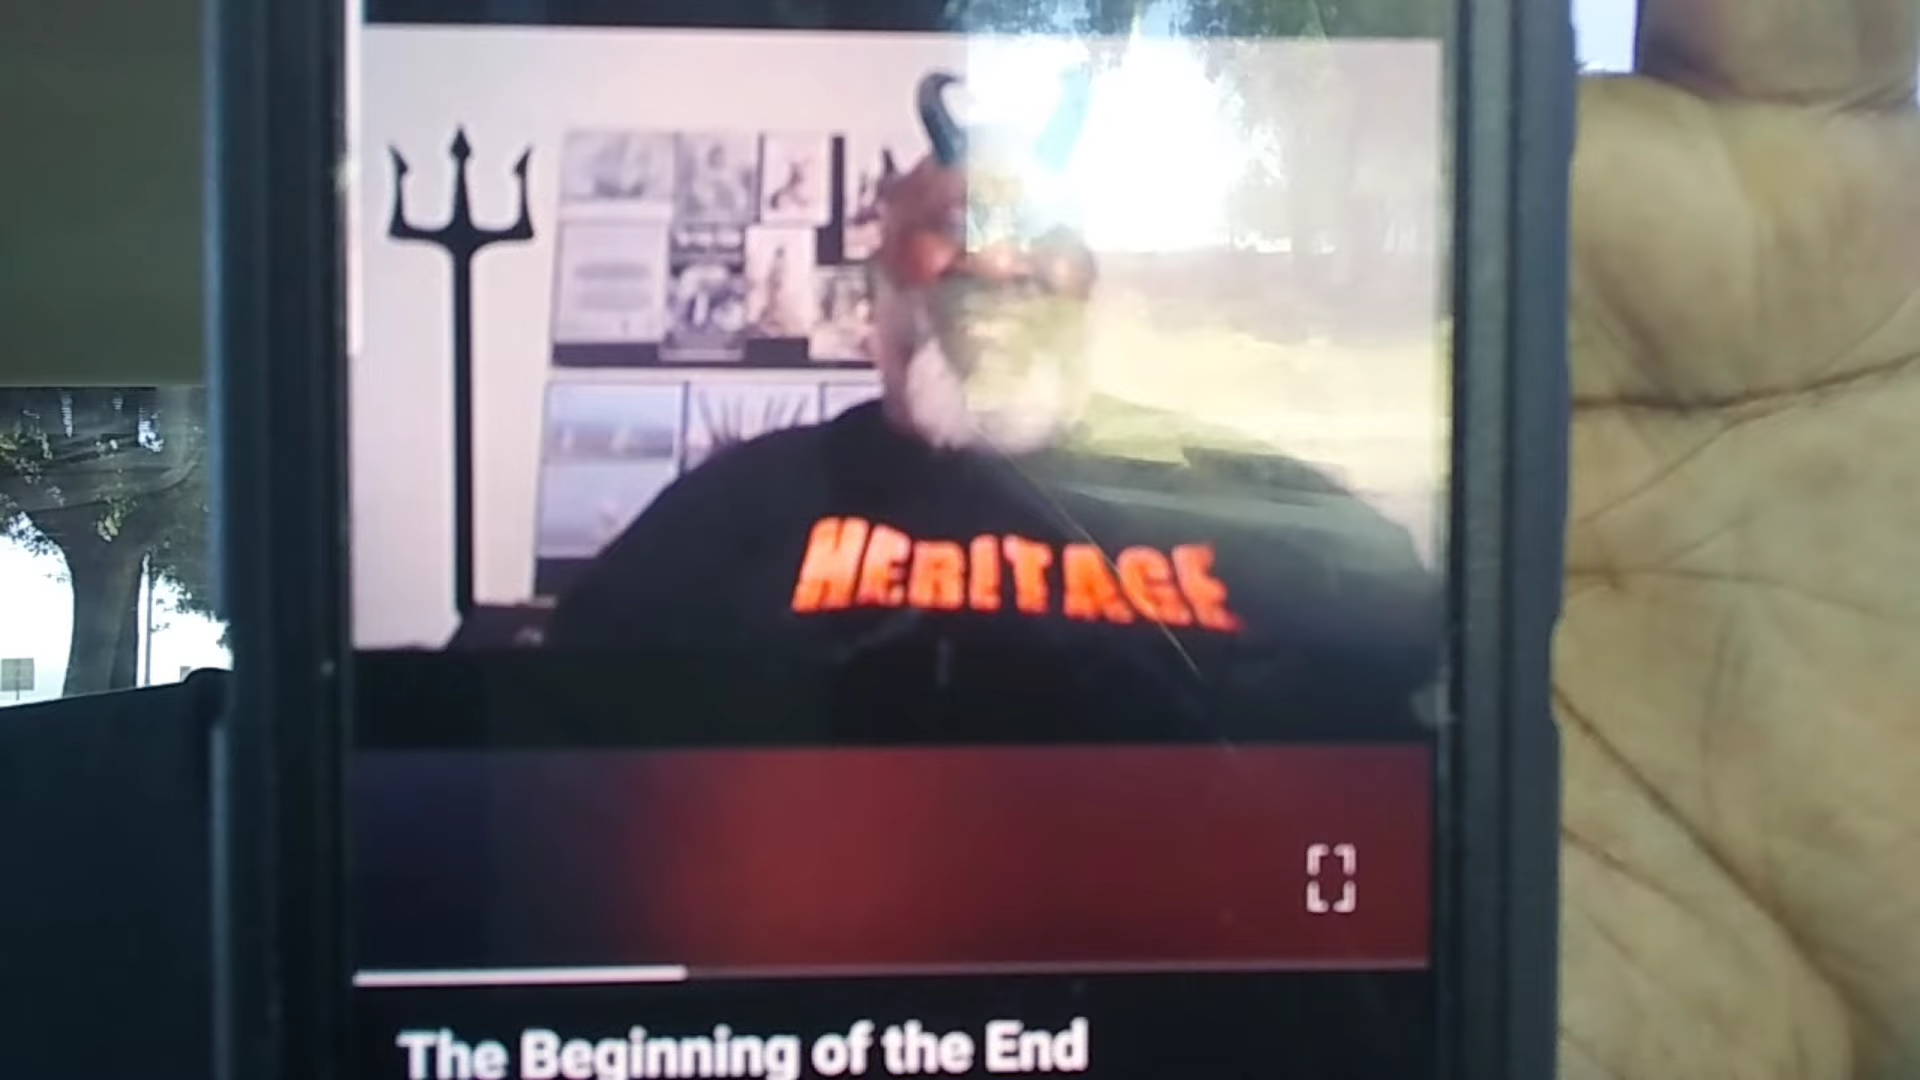 HERITAGE
The Beginning of the End